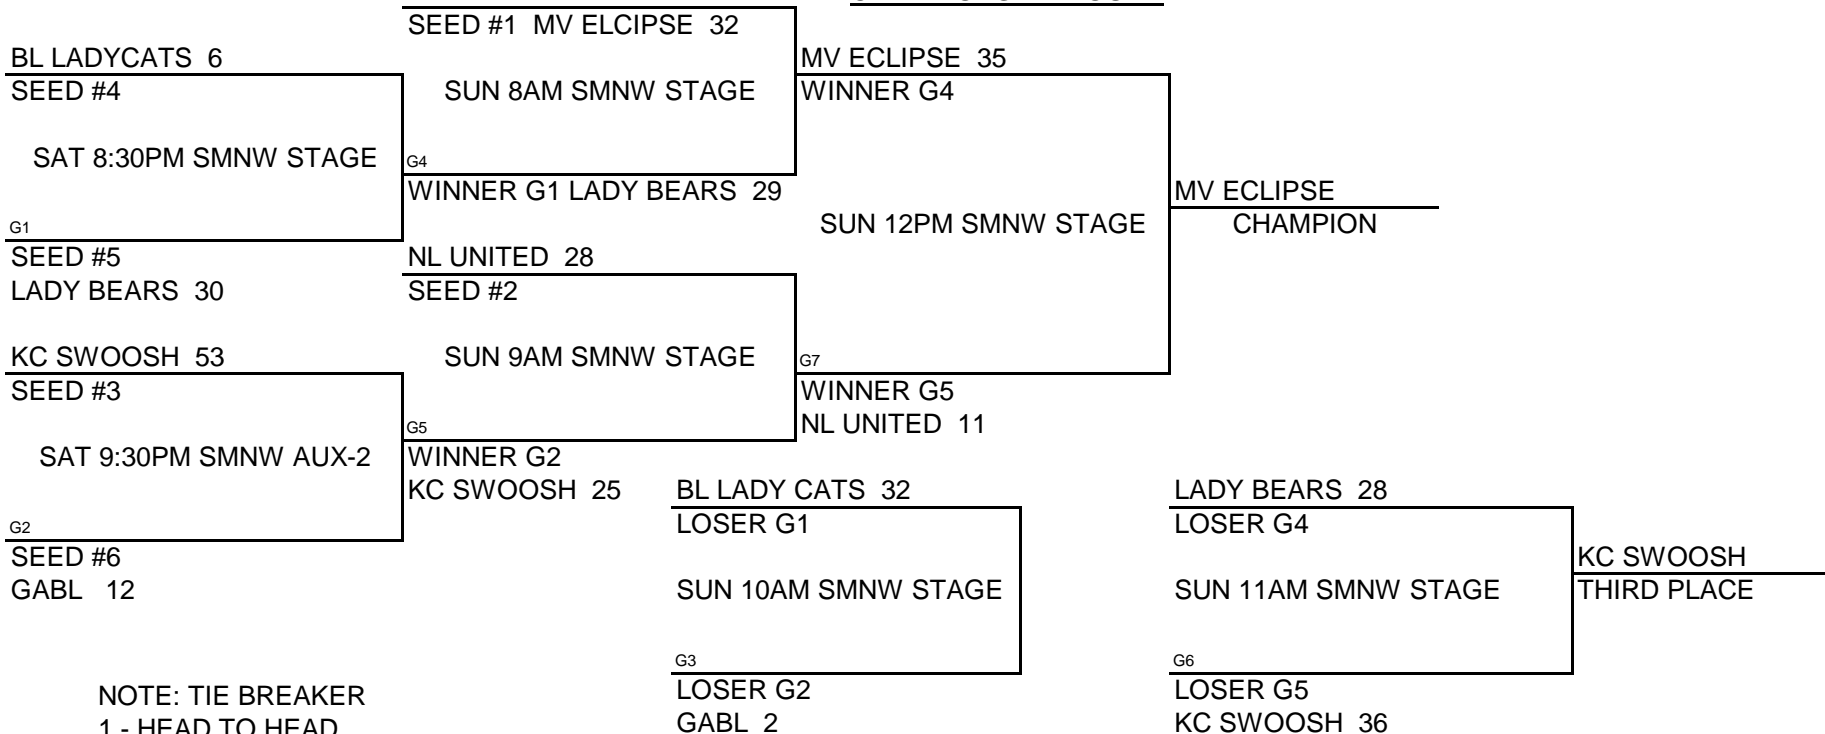 SEED #1 MV ELCIPSE 32
BL LADYCATS 6
SEED #4
SAT 8:30PM SMNW STAGE
G1
SEED #5
LADY BEARS 30
KC SWOOSH 53
SEED #3
SAT 9:30PM SMNW AUX-2
G2
SEED #6
GABL 12
SUN 8AM SMNW STAGE
G4
WINNER G1 LADY BEARS 29
NL UNITED 28
SEED #2
SUN 9AM SMNW STAGE
G5
WINNER G2
KC SWOOSH 25
MV ECLIPSE 35
WINNER G4
SUN 12PM SMNW STAGE
G7
WINNER G5
NL UNITED 11
MV ECLIPSE
CHAMPION
BL LADY CATS 32
LOSER G1
SUN 10AM SMNW STAGE
G3
LOSER G2
GABL 2
LADY BEARS 28
LOSER G4
SUN 11AM SMNW STAGE
G6
LOSER G5
KC SWOOSH 36
KC SWOOSH
THIRD PLACE
NOTE: TIE BREAKER
1 - HEAD TO HEAD